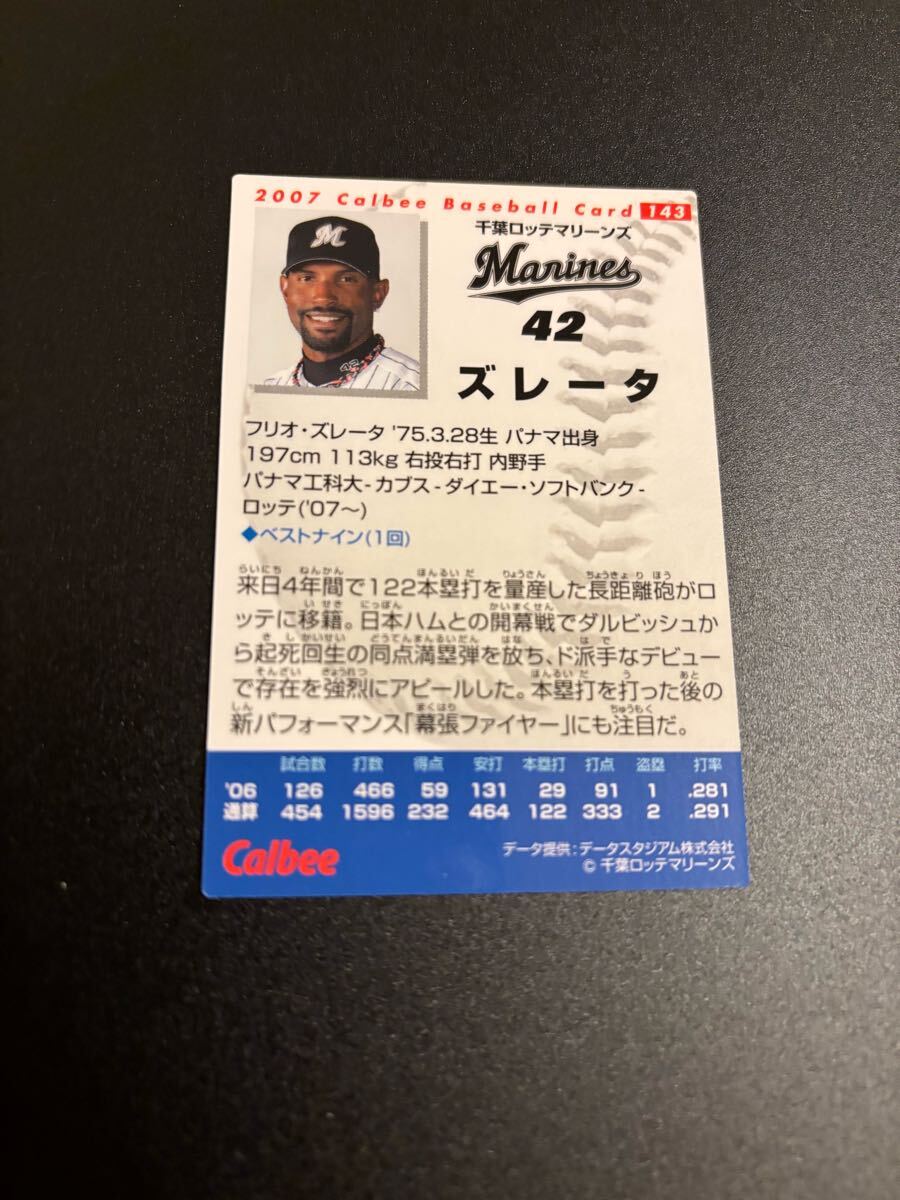 2007 Calbee Baseball Card 143
千葉ロッテマリーンズ
Marines
42
ズレータ
フリオ・ズレータ '75.3.28生 パナマ出身
197cm 113kg 右投右打 内野手
パナマ工科大-カブス-ダイエー・ソフトバンク-
ロッテ('07〜)
◆ベストナイン(1回)
来日4年間で122本塁打を量産した長距離砲がロ
ッテに移籍。日本ハムとの開幕戦でダルビッシュか
ら起死回生の同点満塁弾を放ち、ド派手なデビュー
で存在を強烈にアピールした。本塁打を打った後の
新パフォーマンス「幕張ファイヤー」にも注目だ。
試合数 打数 得点 安打 本塁打 打点 盗塁 打率
'06 126 466 59 131 29 91 1 .281
通算 454 1596 232 464 122 333 2 .291
Calbee
データ提供:データスタジアム株式会社
© 千葉ロッテマリーンズ